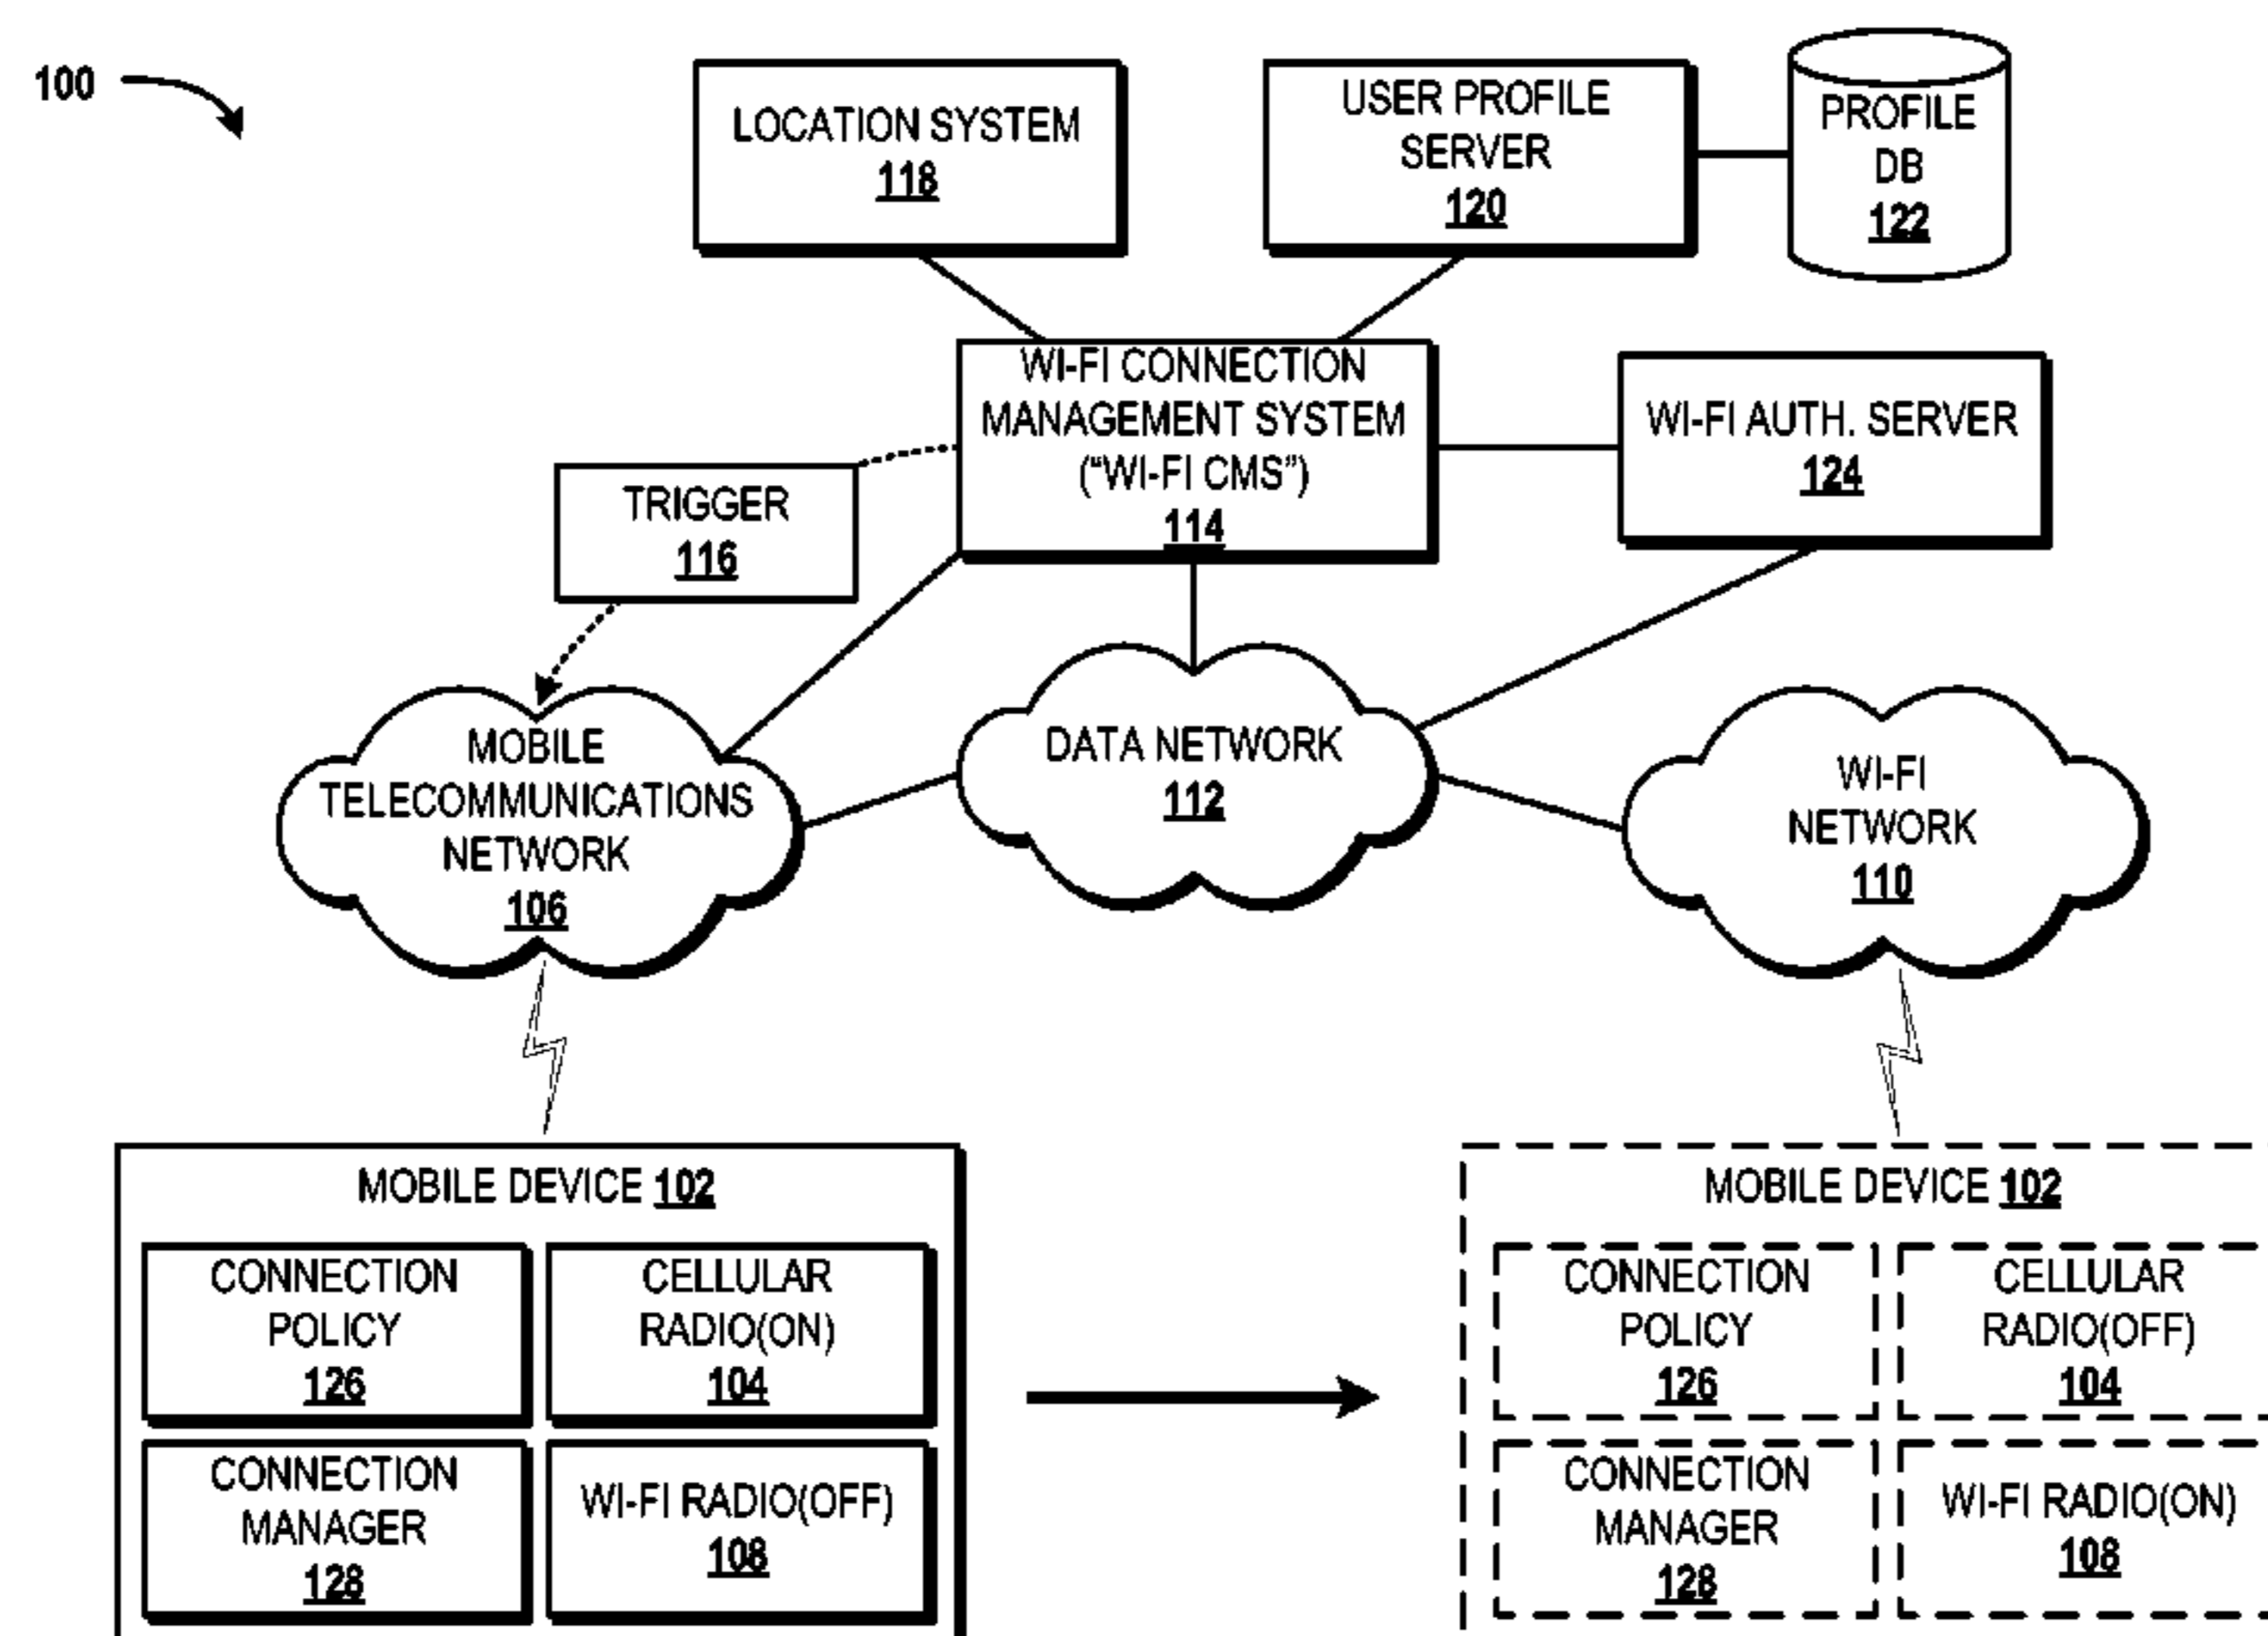 100
LOCATION SYSTEM
118
USER PROFILE
SERVER
120
PROFILE
DB
122
WI-FI CONNECTION
MANAGEMENT SYSTEM
("WI-FI CMS")
114
WI-FI AUTH. SERVER
124
TRIGGER
116
MOBILE
TELECOMMUNICATIONS
NETWORK
106
DATA NETWORK
112
WI-FI
NETWORK
110
MOBILE DEVICE 102
CONNECTION
POLICY
126
CELLULAR
RADIO(ON)
104
CONNECTION
MANAGER
128
WI-FI RADIO(OFF)
108
MOBILE DEVICE 102
CONNECTION
POLICY
126
CELLULAR
RADIO(OFF)
104
CONNECTION
MANAGER
128
WI-FI RADIO(ON)
108